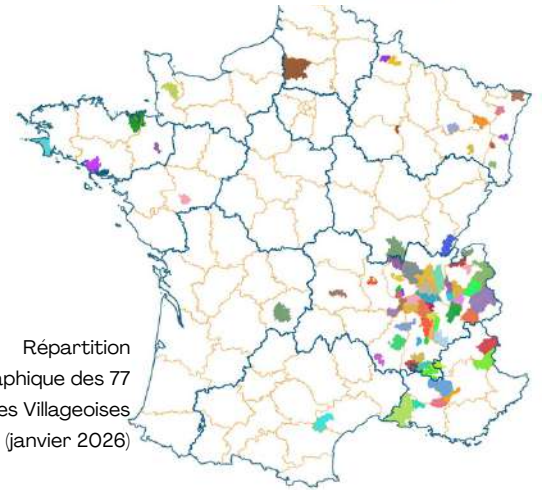 Répartition
aphique des 77
es Villageoises
(janvier 2026)